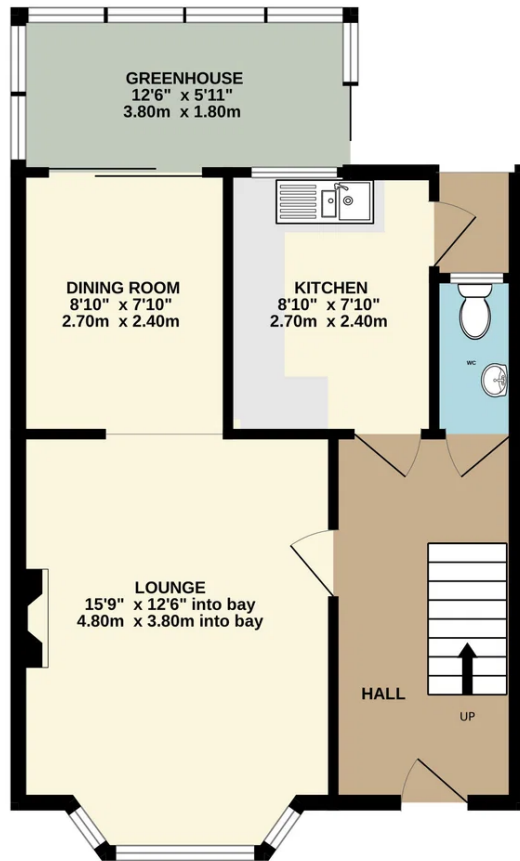 GREENHOUSE
12'6" x 5'11"
3.80m x 1.80m
DINING ROOM
8'10" x 7'10"
2.70m x 2.40m
KITCHEN
8'10" x 7'10"
2.70m x 2.40m
WC
LOUNGE
15'9" x 12'6" into bay
4.80m x 3.80m into bay
HALL
UP